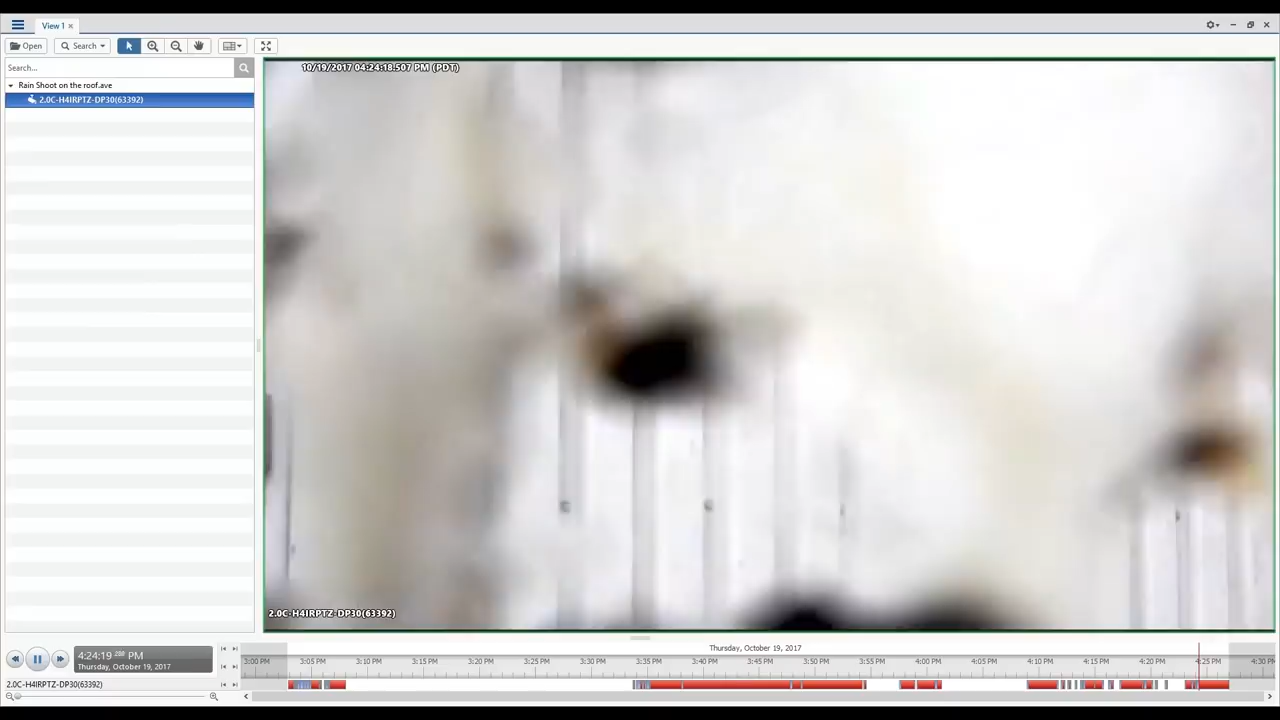 View 1
Open
Search
Search...
Rain Shoot on the roof.ave
2.0C-H4IRPTZ-DP30(63392)
10/19/2017 04:24:18.507 PM (PDT)
2.0C-H4IRPTZ-DP30(63392)
4:24:19 PM
Thursday, October 19, 2017
Thursday, October 19, 2017
3:00 PM 3:05 PM 3:10 PM 3:15 PM 3:20 PM 3:25 PM 3:30 PM 3:35 PM 3:40 PM 3:45 PM 3:50 PM 3:55 PM 4:00 PM 4:05 PM 4:10 PM 4:15 PM 4:20 PM 4:25 PM 4:30 PM
2.0C-H4IRPTZ-DP30(63392)